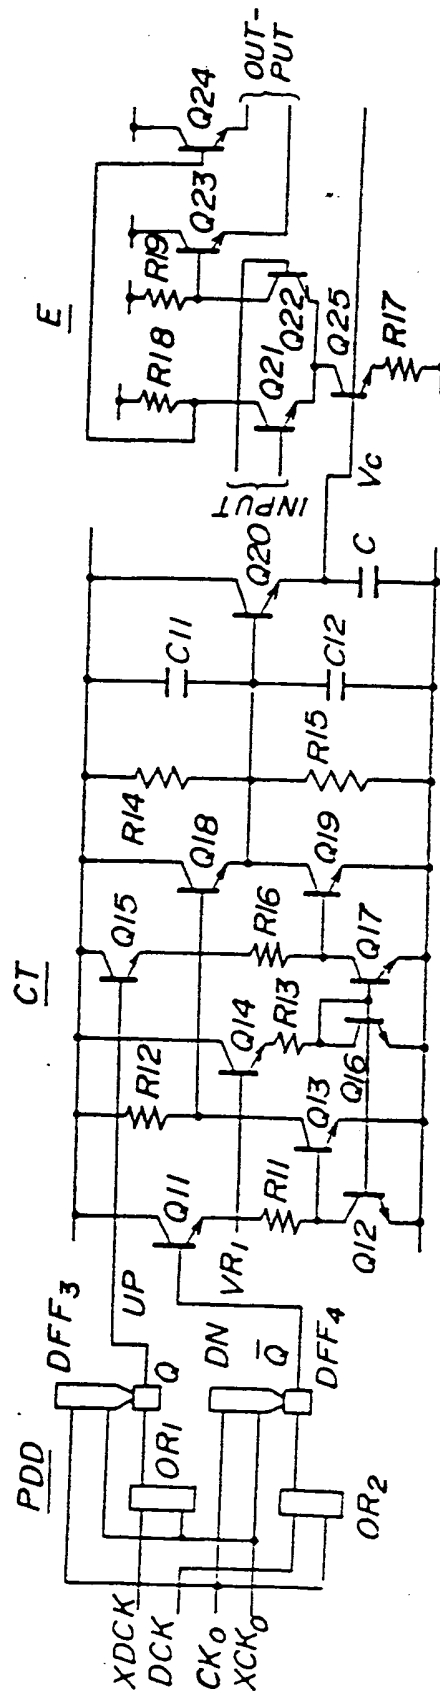 PDD
CT
E
XDCK
DCK
CK0
XCK0
OR1
OR2
DFF3
DFF4
Q
Q̅
UP
DN
VR1
Q11
R11
Q12
R12
Q13
Q14
R13
Q16
Q15
R16
Q17
Q18
Q19
R14
R15
C11
C12
Q20
C
Vc
INPUT
R18
R19
Q21
Q22
Q23
Q24
Q25
R17
OUT-
PUT